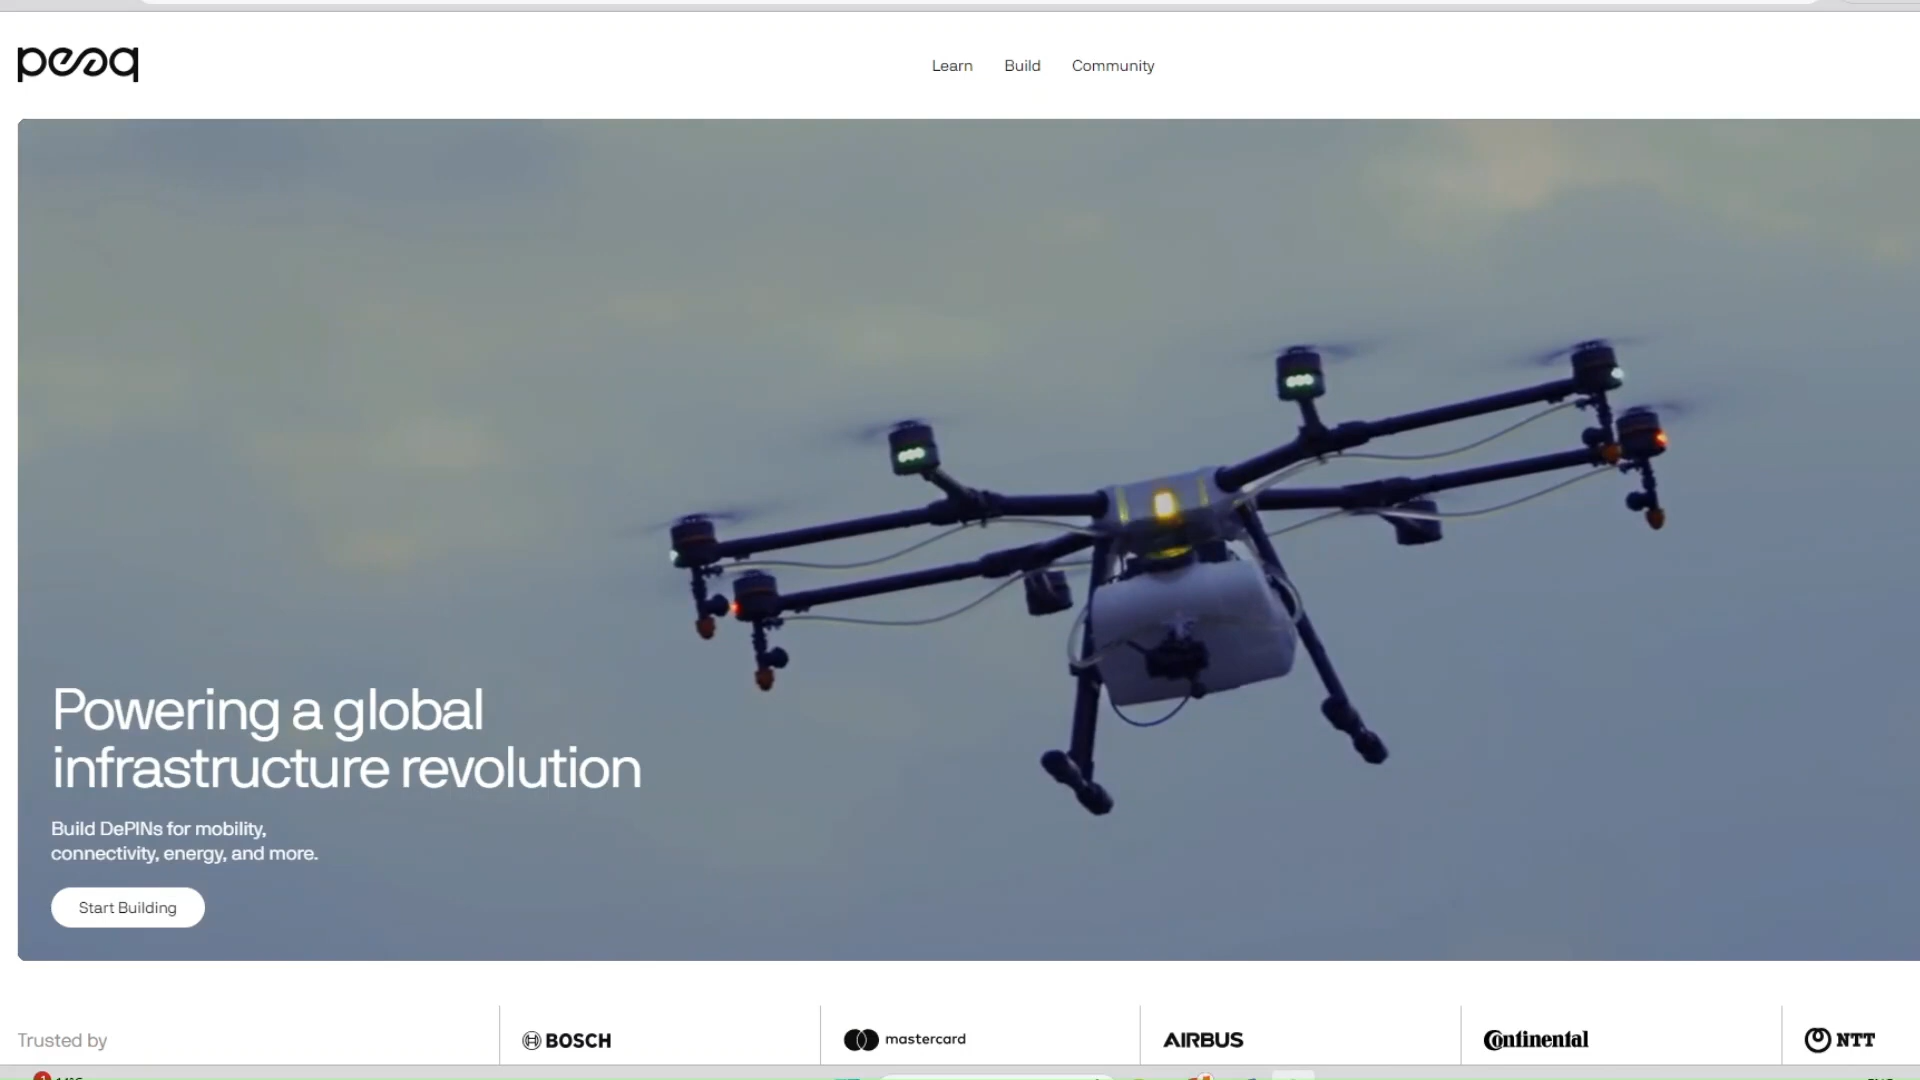 peaq
Learn Build Community
Powering a global
infrastructure revolution
Build DePINs for mobility,
connectivity, energy, and more.
Start Building
Trusted by
BOSCH
mastercard
AIRBUS
Continental
NTT